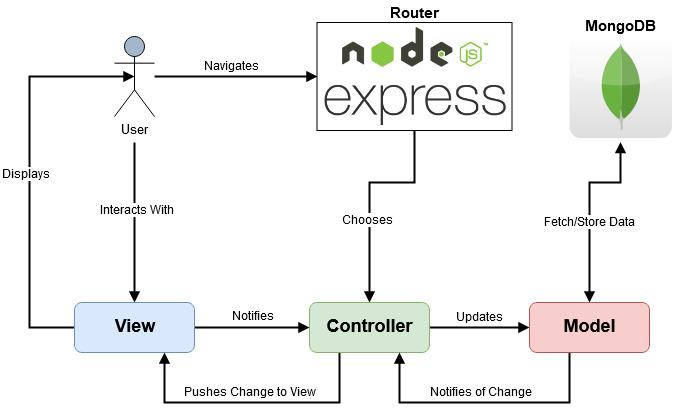 Router
MongoDB
node
JS
™
express
Navigates
User
Displays
Interacts With
Chooses
Fetch/Store Data
View
Notifies
Controller
Updates
Model
Pushes Change to View
Notifies of Change